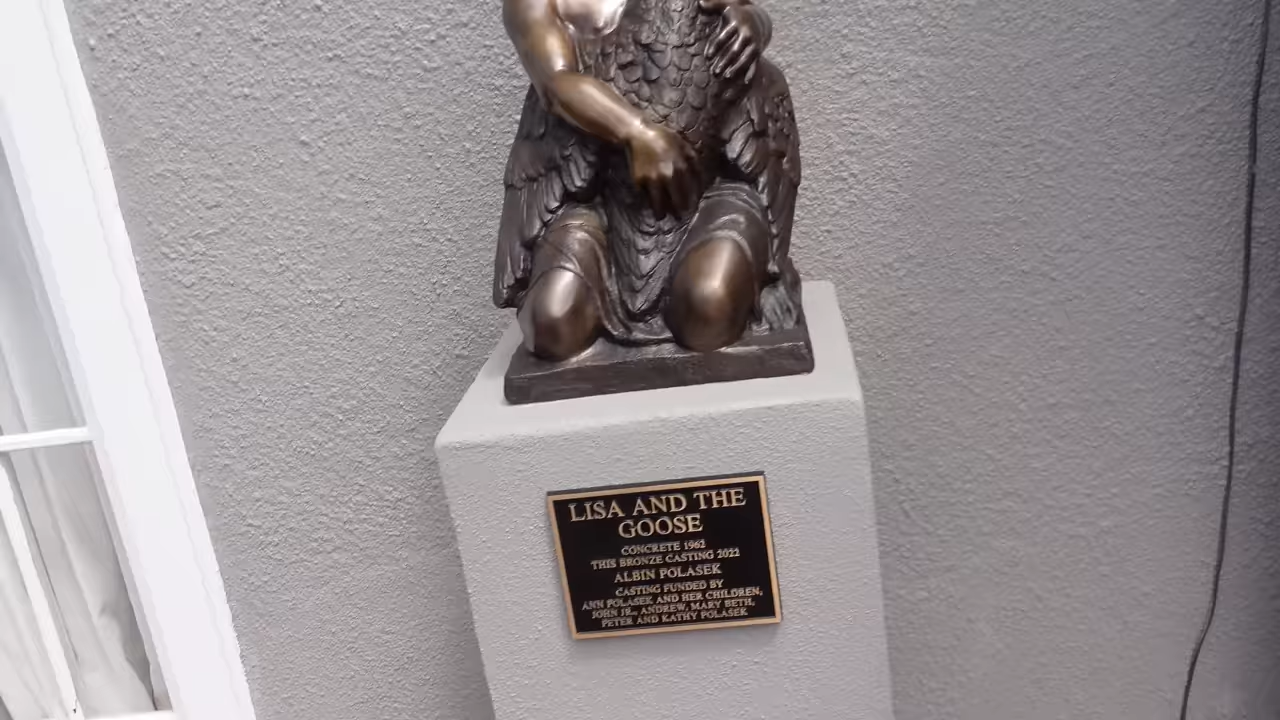 LISA AND THE
GOOSE
CONCRETE 1962
THIS BRONZE CASTING 2022
ALBIN POLASEK
CASTING FUNDED BY
ANN POLASEK AND HER CHILDREN,
JOHN JR., ANDREW, MARY BETH,
PETER AND KATHY POLASEK